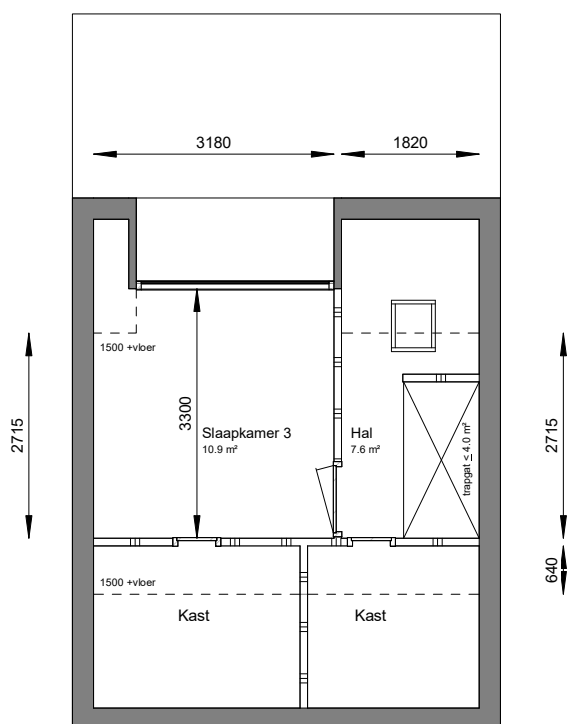 3180
1820
1500 +vloer
2715
3300
Slaapkamer 3
10.9 m²
Hal
7.6 m²
trapgat ≤ 4.0 m²
2715
640
1500 +vloer
Kast
Kast